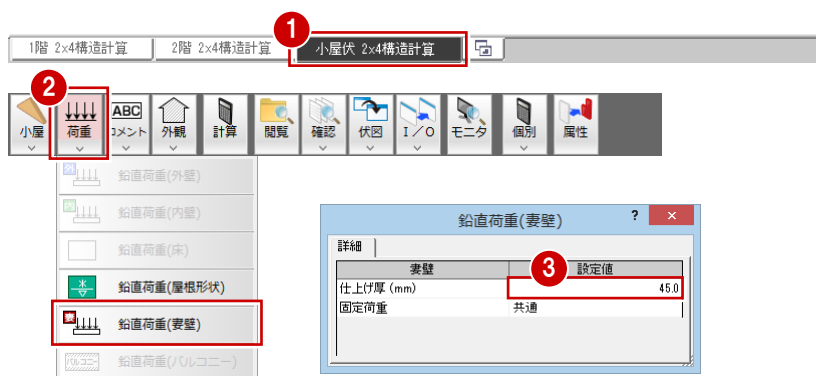 1
1階 2×4構造計算
2階 2×4構造計算
小屋伏 2×4構造計算
2
小屋
荷重
ABC
コメント
外観
計算
閲覧
確認
伏図
I/O
モニタ
個別
属性
鉛直荷重(外壁)
鉛直荷重(内壁)
鉛直荷重(床)
鉛直荷重(屋根形状)
鉛直荷重(妻壁)
バルコニー
鉛直荷重(バルコニー)
鉛直荷重(妻壁)
?
×
詳細
3
妻壁
設定値
仕上げ厚 (mm)
45.0
固定荷重
共通